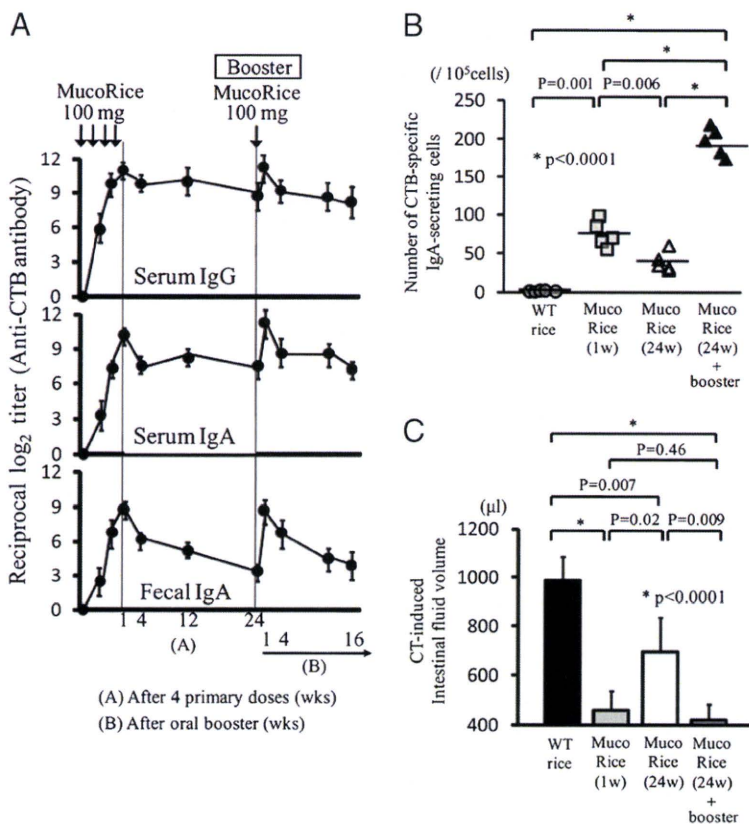 A
Booster
MucoRice
100 mg
MucoRice
100 mg
Reciprocal log2 titer (Anti-CTB antibody)
12
9
6
3
0
Serum IgG
12
9
6
3
0
Serum IgA
12
9
6
3
0
Fecal IgA
1 4 12 24
(A)
1 4 16
(B)
(A) After 4 primary doses (wks)
(B) After oral booster (wks)
B
(/ 10⁵cells)
*
*
P=0.001 P=0.006 *
* p<0.0001
Number of CTB-specific
IgA-secreting cells
250
200
150
100
50
0
WT
rice
Muco
Rice
(1w)
Muco
Rice
(24w)
Muco
Rice
(24w)
+
booster
C
*
P=0.46
P=0.007
* P=0.02 P=0.009
(μl)
* p<0.0001
CT-induced
Intestinal fluid volume
1200
1000
800
600
400
WT
rice
Muco
Rice
(1w)
Muco
Rice
(24w)
Muco
Rice
(24w)
+
booster